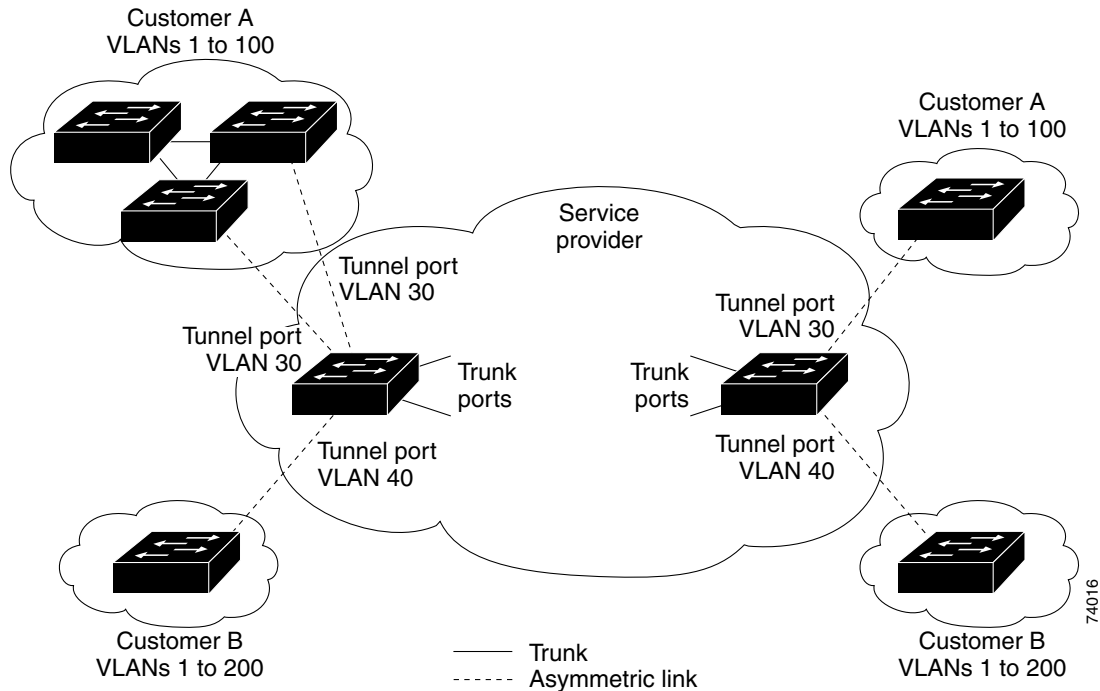 Customer A
VLANs 1 to 100
Customer A
VLANs 1 to 100
Service
provider
Tunnel port
VLAN 30
Tunnel port
VLAN 30
Tunnel port
VLAN 30
Trunk
ports
Trunk
ports
Tunnel port
VLAN 40
Tunnel port
VLAN 40
Customer B
VLANs 1 to 200
Customer B
VLANs 1 to 200
74016
Trunk
Asymmetric link